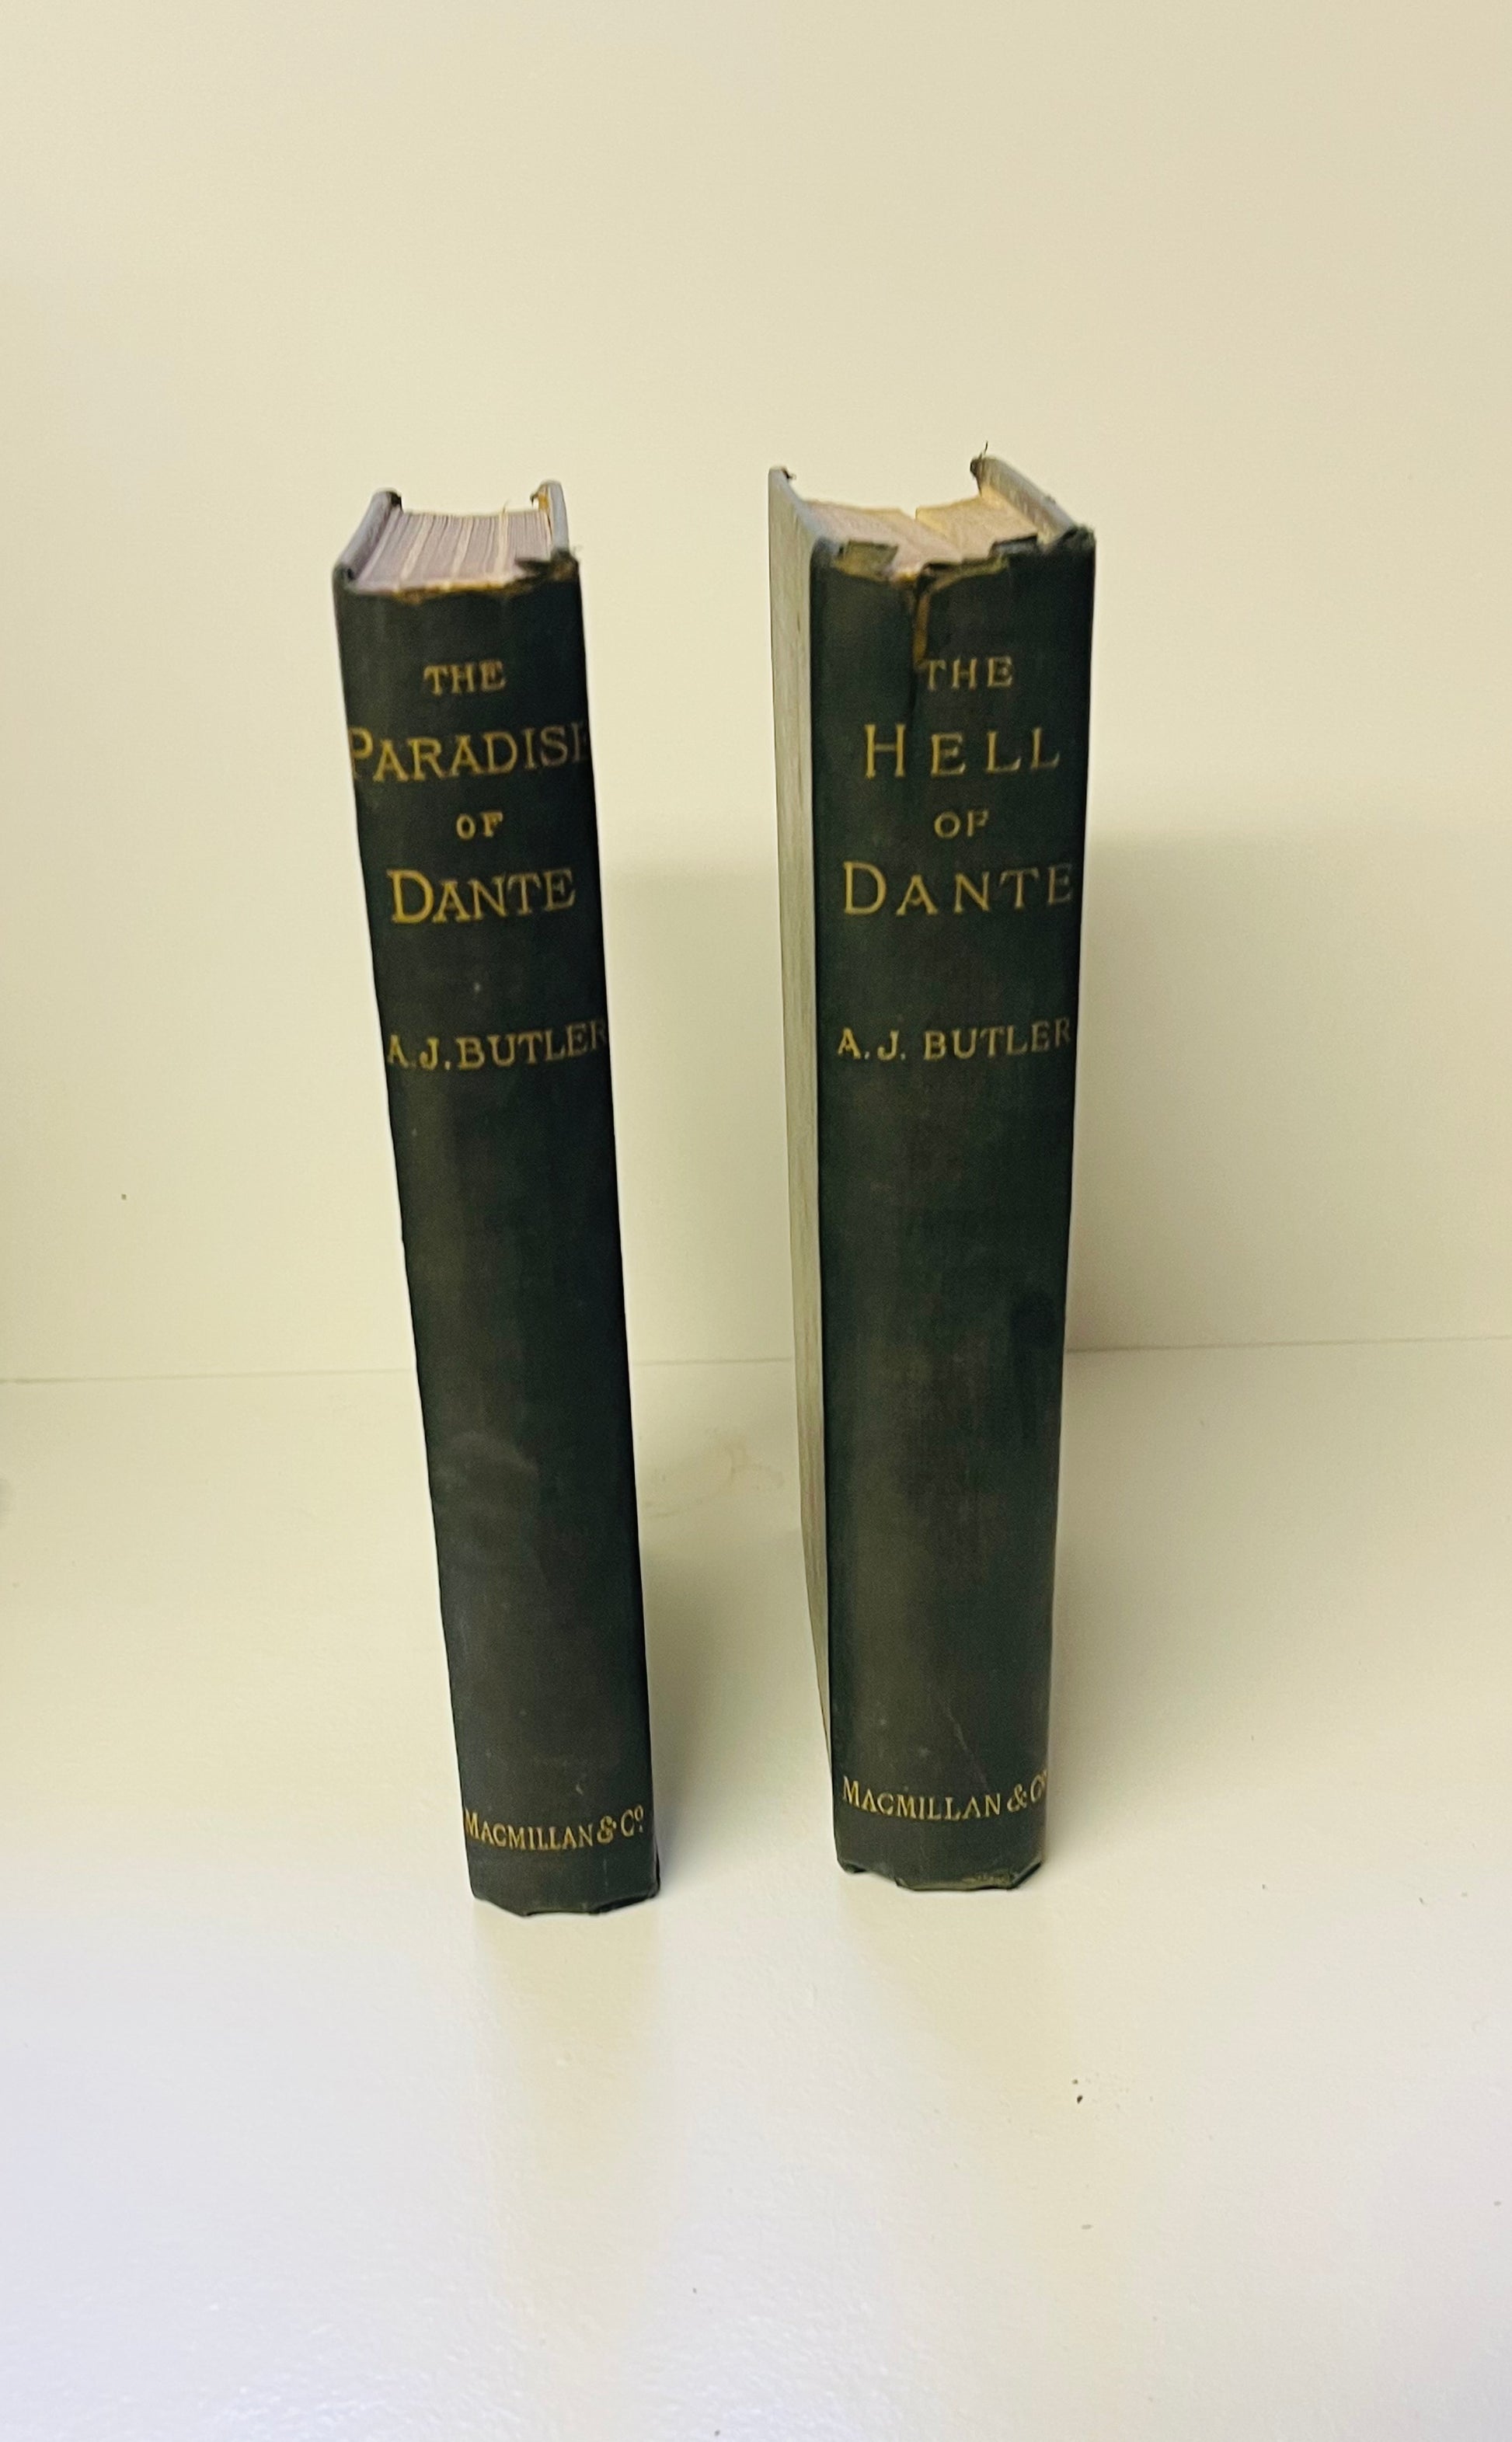 THE
PARADISE
OF
DANTE
A.J. BUTLER
MACMILLAN & Co.
THE
HELL
OF
DANTE
A.J. BUTLER
MACMILLAN & Co